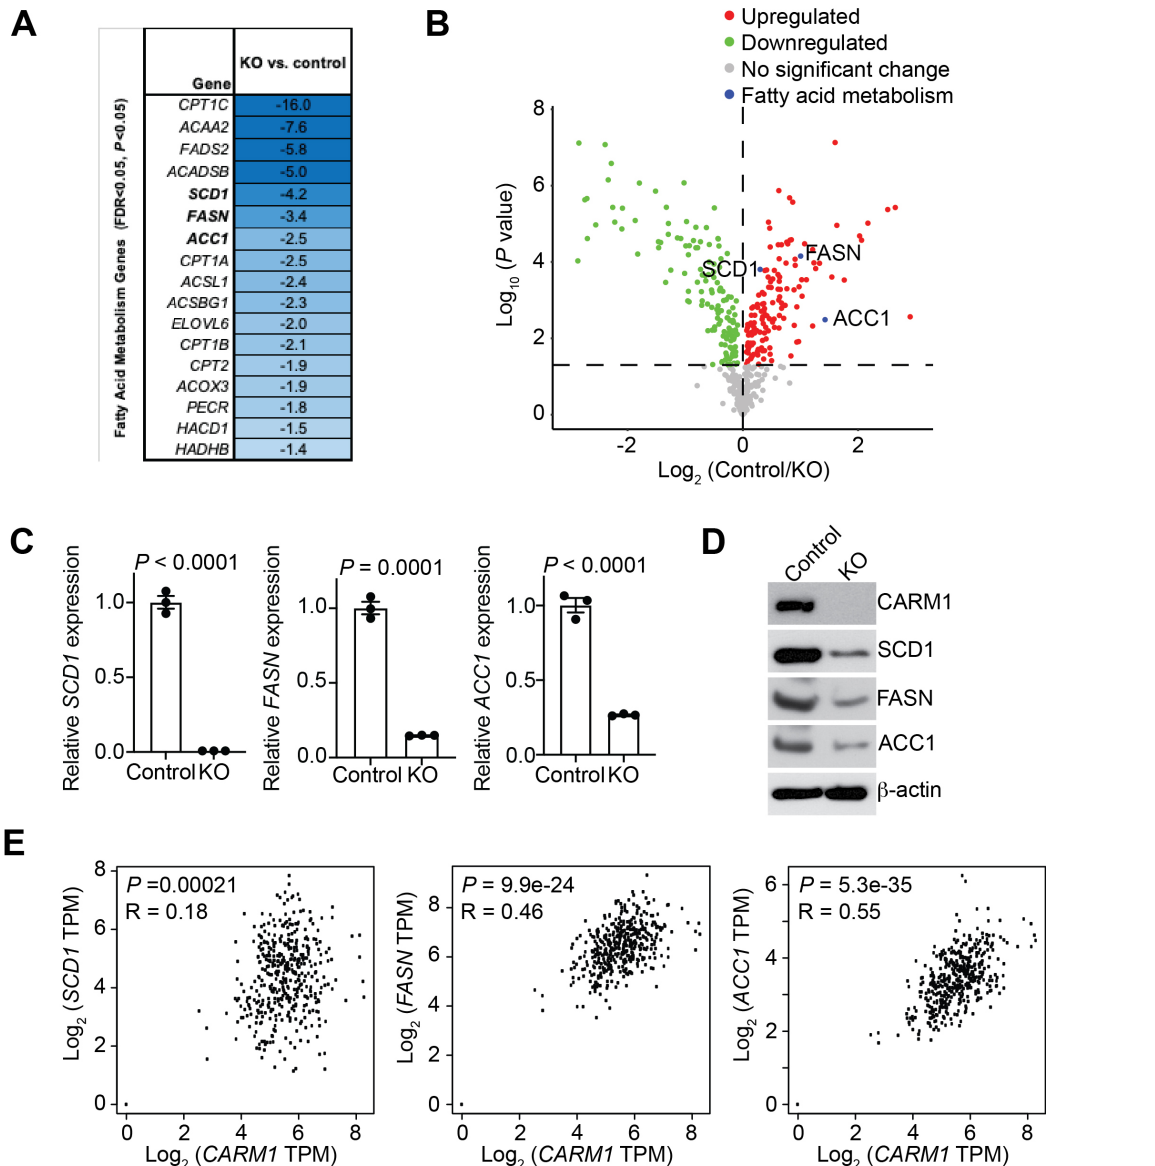 A
Fatty Acid Metabolism Genes (FDR<0.05, P<0.05)
Gene KO vs. control
CPT1C -16.0
ACAA2 -7.6
FADS2 -5.8
ACADSB -5.0
SCD1 -4.2
FASN -3.4
ACC1 -2.5
CPT1A -2.5
ACSL1 -2.4
ACSBG1 -2.3
ELOVL6 -2.0
CPT1B -2.1
CPT2 -1.9
ACOX3 -1.9
PECR -1.8
HACD1 -1.5
HADHB -1.4
B
Upregulated
Downregulated
No significant change
Fatty acid metabolism
Log10 (P value)
8
6
4
2
0
SCD1
FASN
ACC1
-2 0 2
Log2 (Control/KO)
C
Relative SCD1 expression
P < 0.0001
1.0
0.5
0.0
Control KO
Relative FASN expression
P = 0.0001
1.0
0.5
0.0
Control KO
Relative ACC1 expression
P < 0.0001
1.0
0.5
0.0
Control KO
D
Control KO
CARM1
SCD1
FASN
ACC1
β-actin
E
Log2 (SCD1 TPM)
P =0.00021
R = 0.18
8
6
4
2
0
0 2 4 6 8
Log2 (CARM1 TPM)
Log2 (FASN TPM)
P = 9.9e-24
R = 0.46
8
6
4
2
0
0 2 4 6 8
Log2 (CARM1 TPM)
Log2 (ACC1 TPM)
P = 5.3e-35
R = 0.55
6
4
2
0
0 2 4 6 8
Log2 (CARM1 TPM)